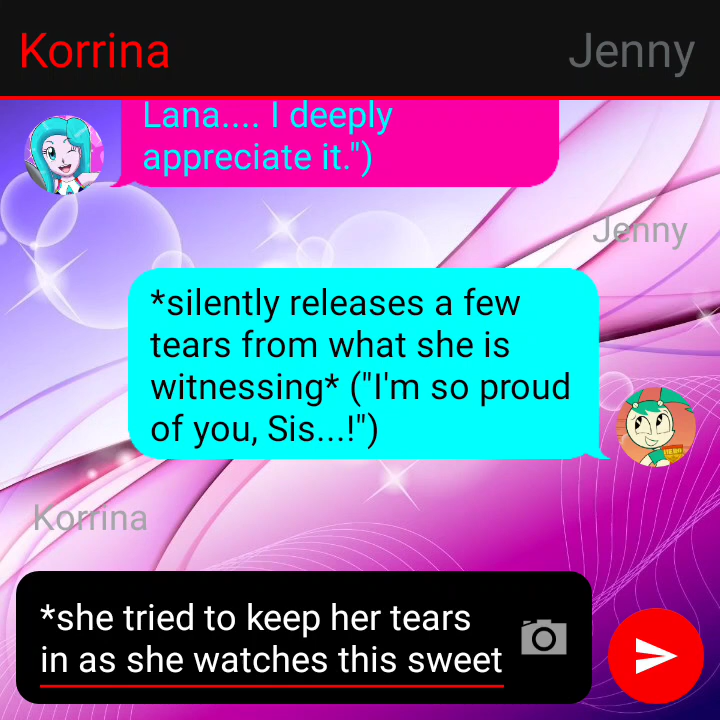 Korrina Jenny
Lana.... I deeply
appreciate it.")
Jenny
*silently releases a few
tears from what she is
witnessing* ("I'm so proud
of you, Sis...!")
Korrina
*she tried to keep her tears
in as she watches this sweet